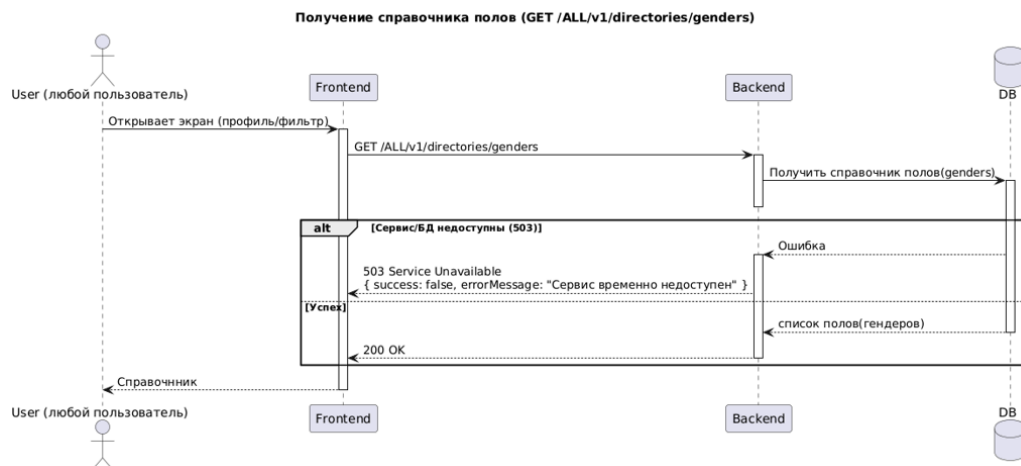 Получение справочника полов (GET /ALL/v1/directories/genders)
User (любой пользователь)
Frontend
Backend
DB
Открывает экран (профиль/фильтр)
GET /ALL/v1/directories/genders
Получить справочник полов(genders)
alt
[Сервис/БД недоступны (503)]
Ошибка
503 Service Unavailable
{ success: false, errorMessage: "Сервис временно недоступен" }
[Успех]
список полов(гендеров)
200 OK
Справочнник
User (любой пользователь)
Frontend
Backend
DB